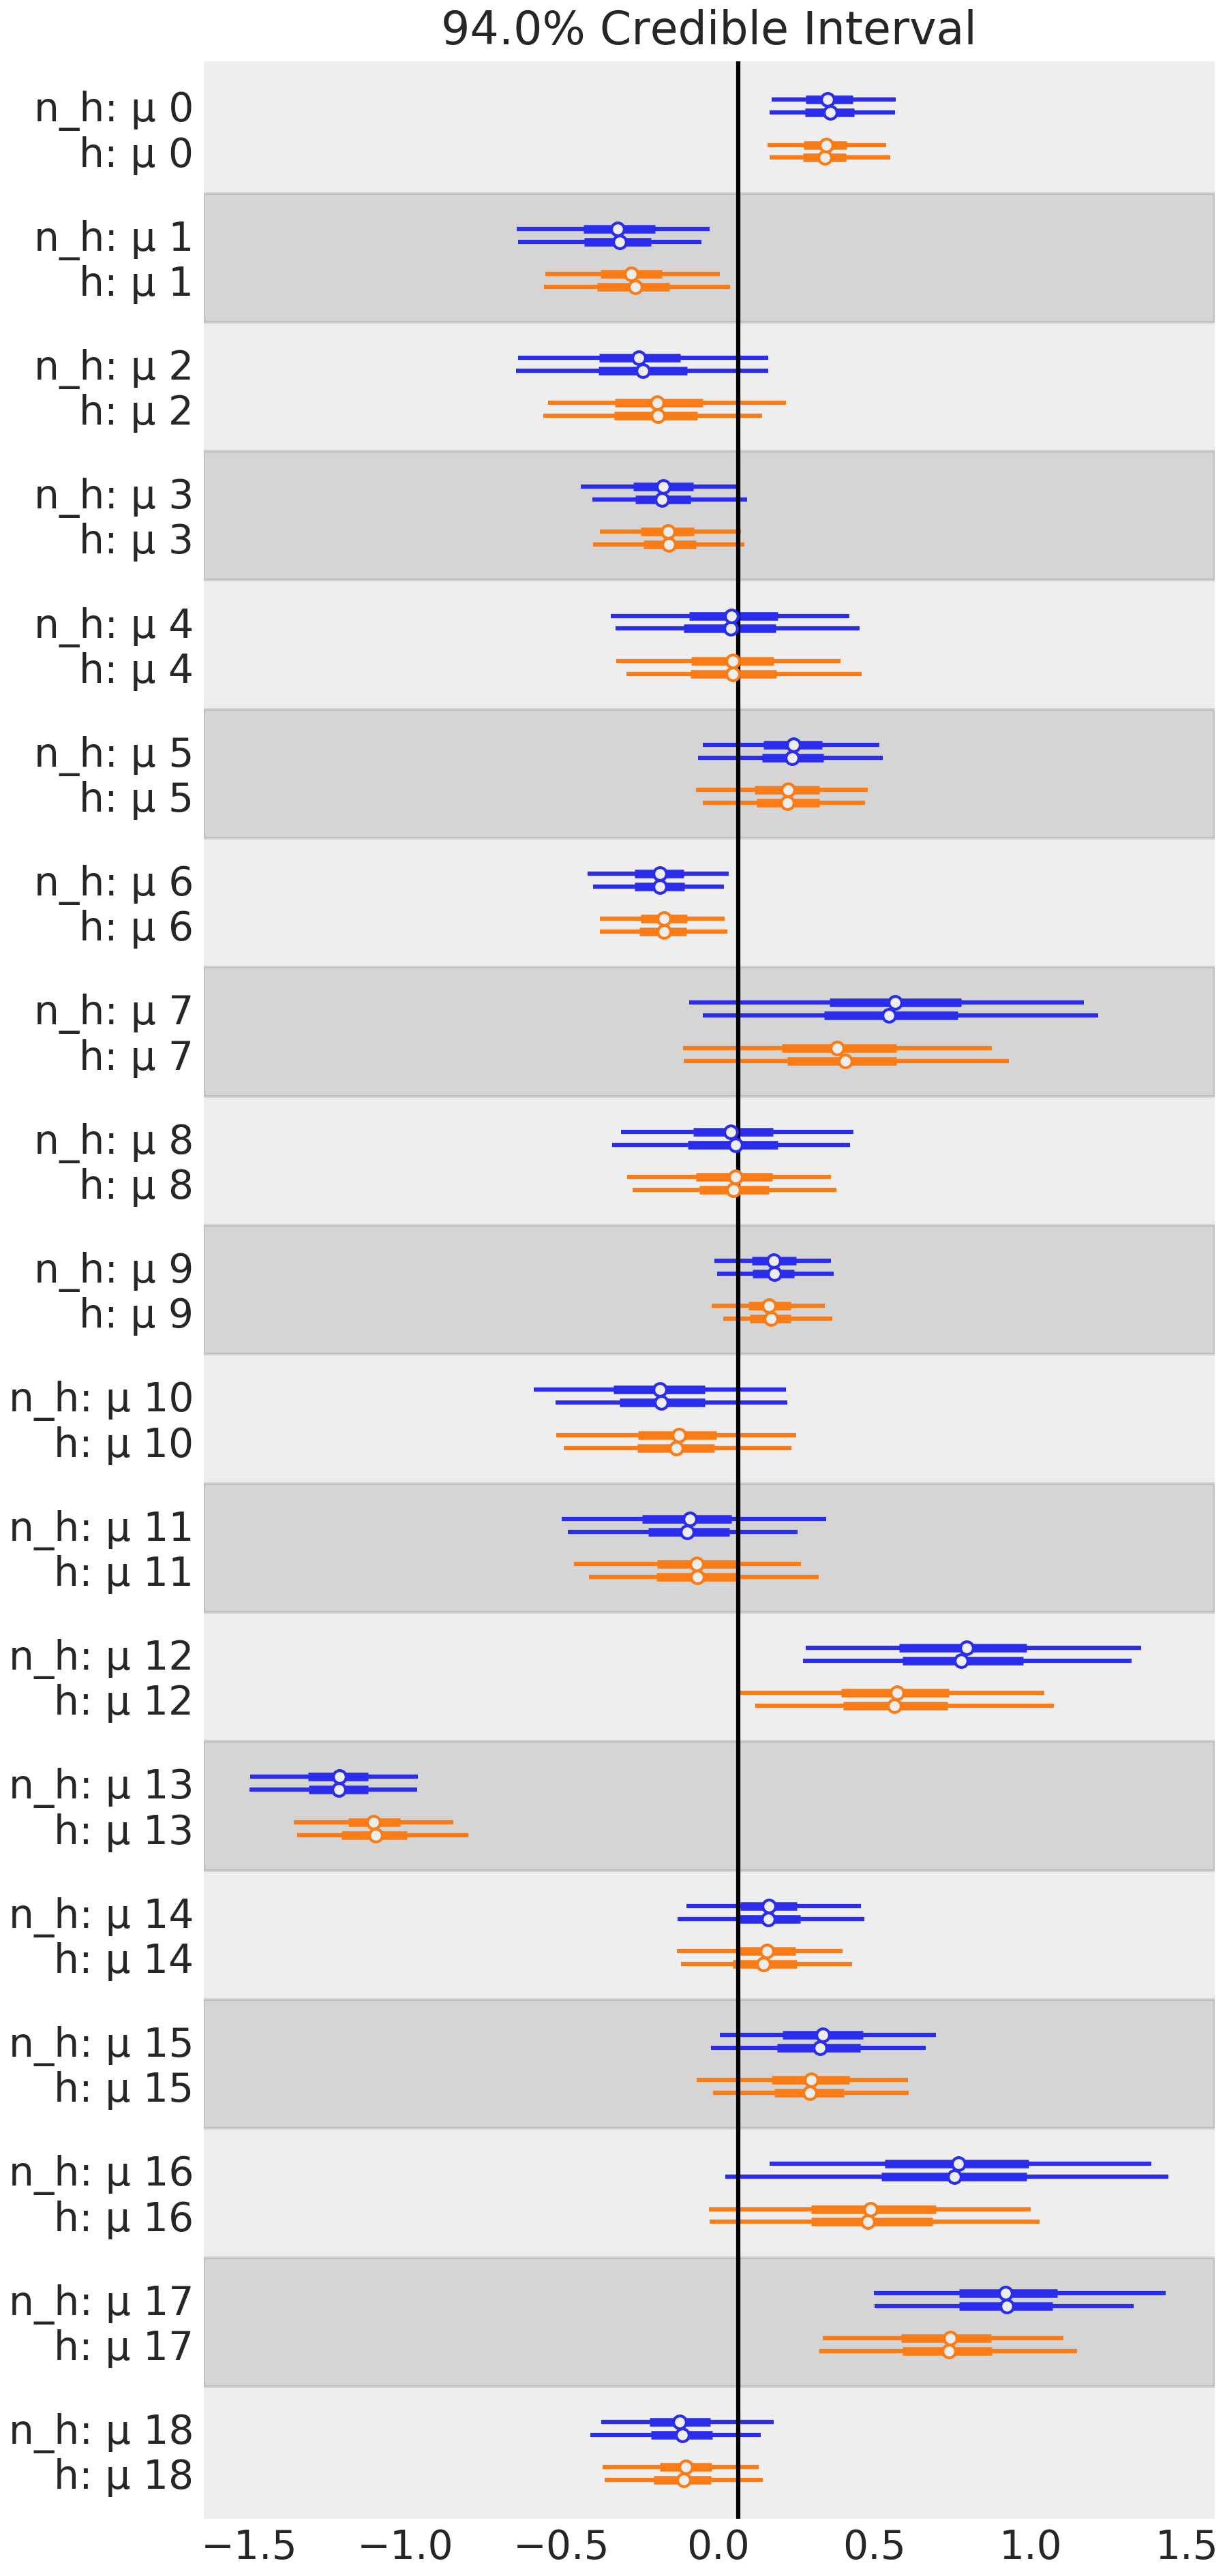 94.0% Credible Interval
n_h: μ 0
h: μ 0
n_h: μ 1
h: μ 1
n_h: μ 2
h: μ 2
n_h: μ 3
h: μ 3
n_h: μ 4
h: μ 4
n_h: μ 5
h: μ 5
n_h: μ 6
h: μ 6
n_h: μ 7
h: μ 7
n_h: μ 8
h: μ 8
n_h: μ 9
h: μ 9
n_h: μ 10
h: μ 10
n_h: μ 11
h: μ 11
n_h: μ 12
h: μ 12
n_h: μ 13
h: μ 13
n_h: μ 14
h: μ 14
n_h: μ 15
h: μ 15
n_h: μ 16
h: μ 16
n_h: μ 17
h: μ 17
n_h: μ 18
h: μ 18
−1.5 −1.0 −0.5 0.0 0.5 1.0 1.5